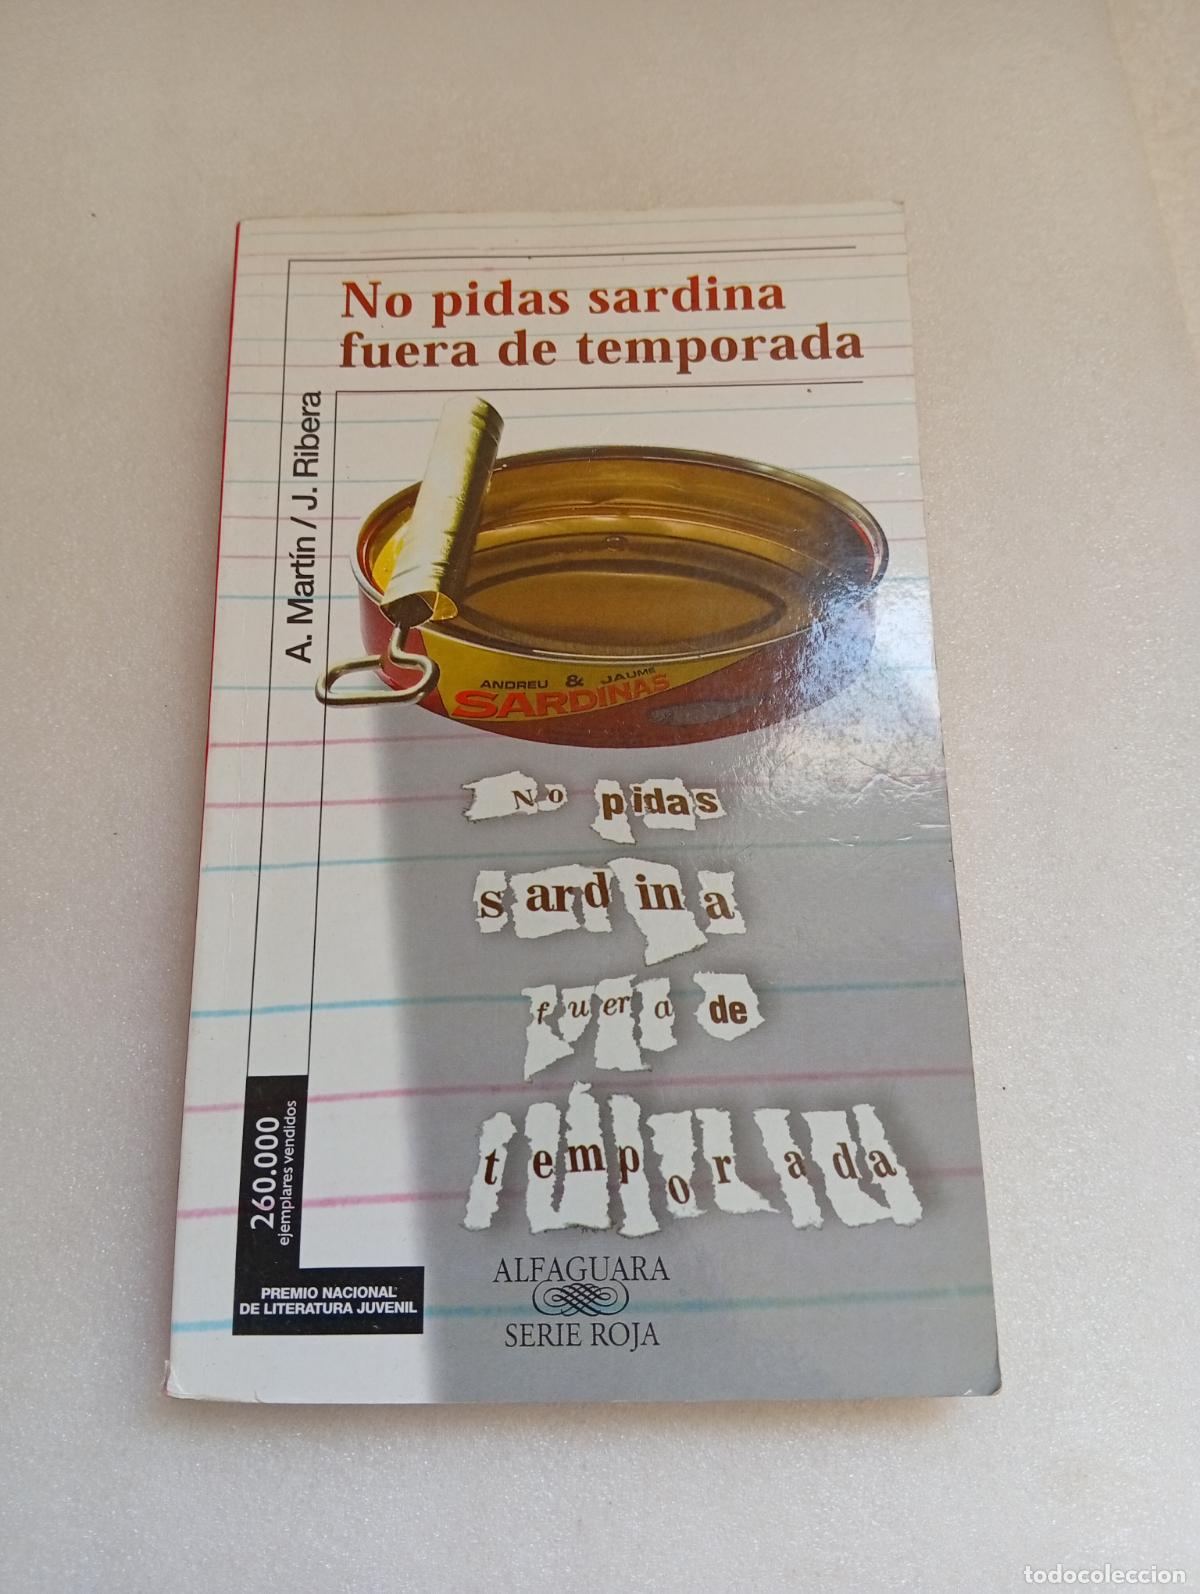 No pidas sardina
fuera de temporada
A. Martín / J. Ribera
ANDREU & JAUME
SARDINAS
No pidas
sardina
fuera de
temporada
260.000
ejemplares vendidos
PREMIO NACIONAL
DE LITERATURA JUVENIL
ALFAGUARA
SERIE ROJA
todocoleccion